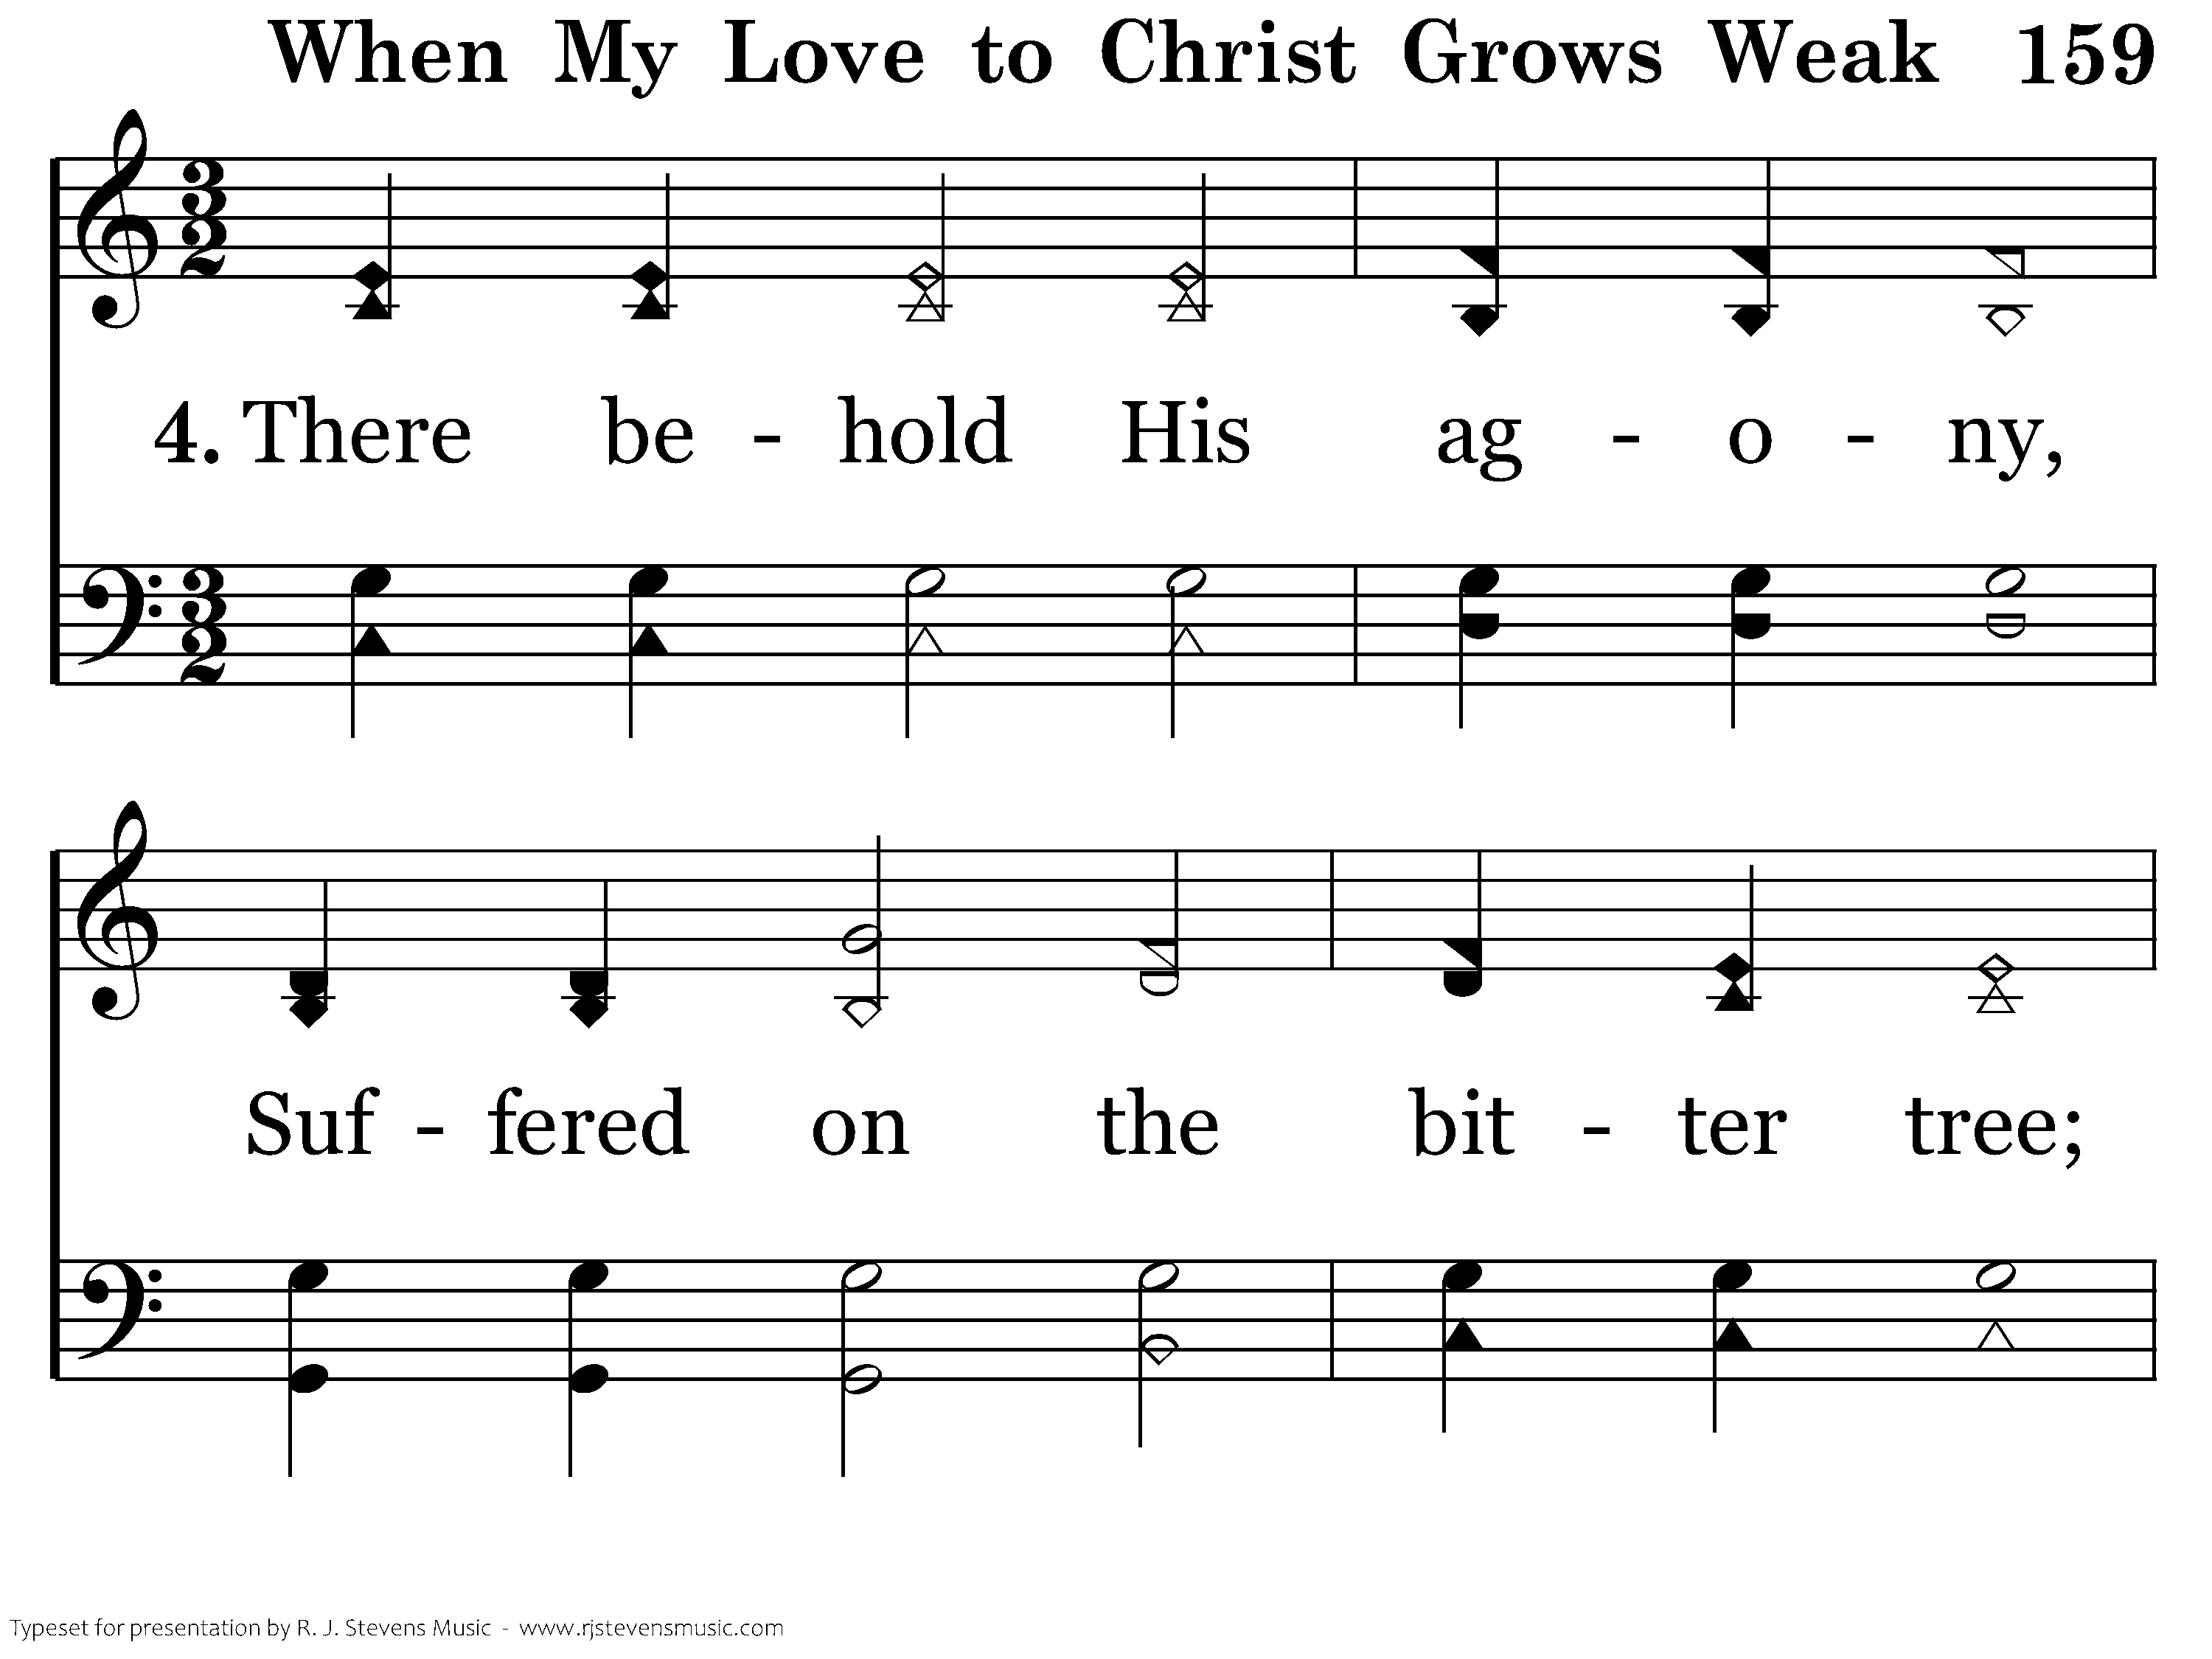 When My Love to Christ Grows Weak 159
4. There be - hold His ag - o - ny,
Suf - fered on the bit - ter tree;
Typeset for presentation by R. J. Stevens Music - www.rjstevensmusic.com